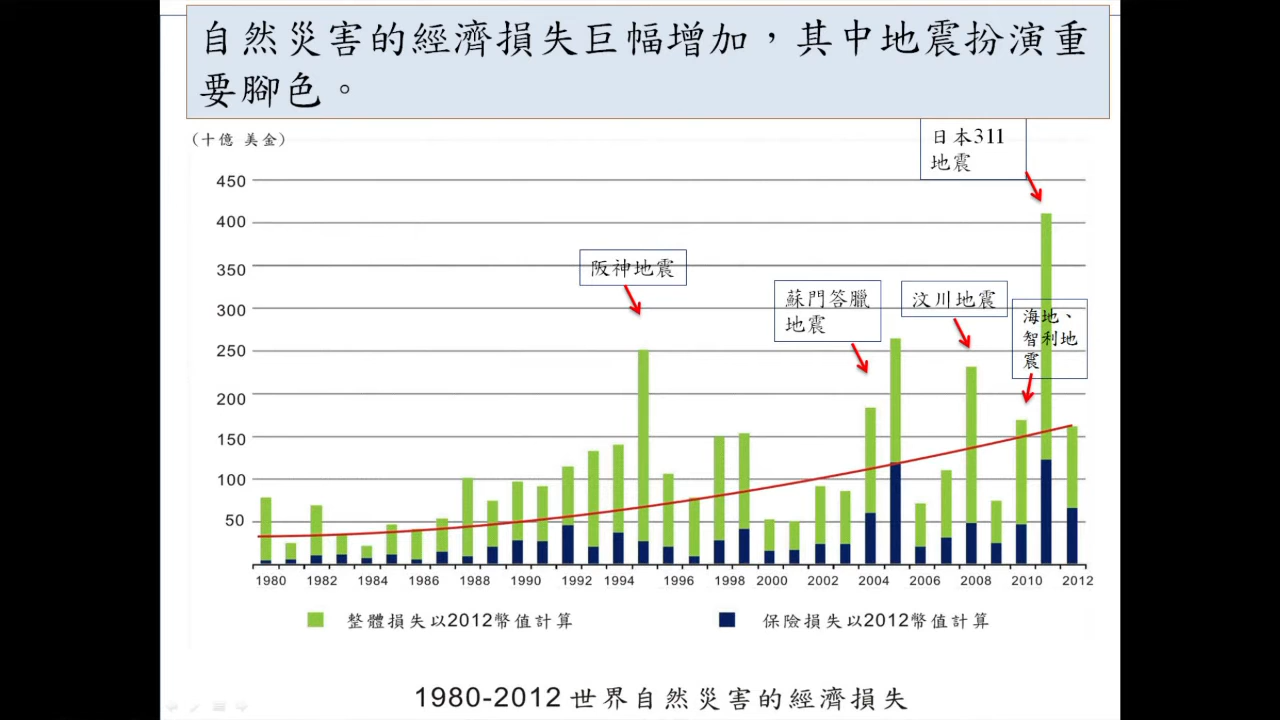 自然災害的經濟損失巨幅增加，其中地震扮演重
要腳色。
(十億 美金)
日本311
地震
阪神地震
蘇門答臘
地震
汶川地震
海地、
智利地
震
450
400
350
300
250
200
150
100
50
1980 1982 1984 1986 1988 1990 1992 1994 1996 1998 2000 2002 2004 2006 2008 2010 2012
整體損失以2012幣值計算 保險損失以2012幣值計算
1980-2012 世界自然災害的經濟損失